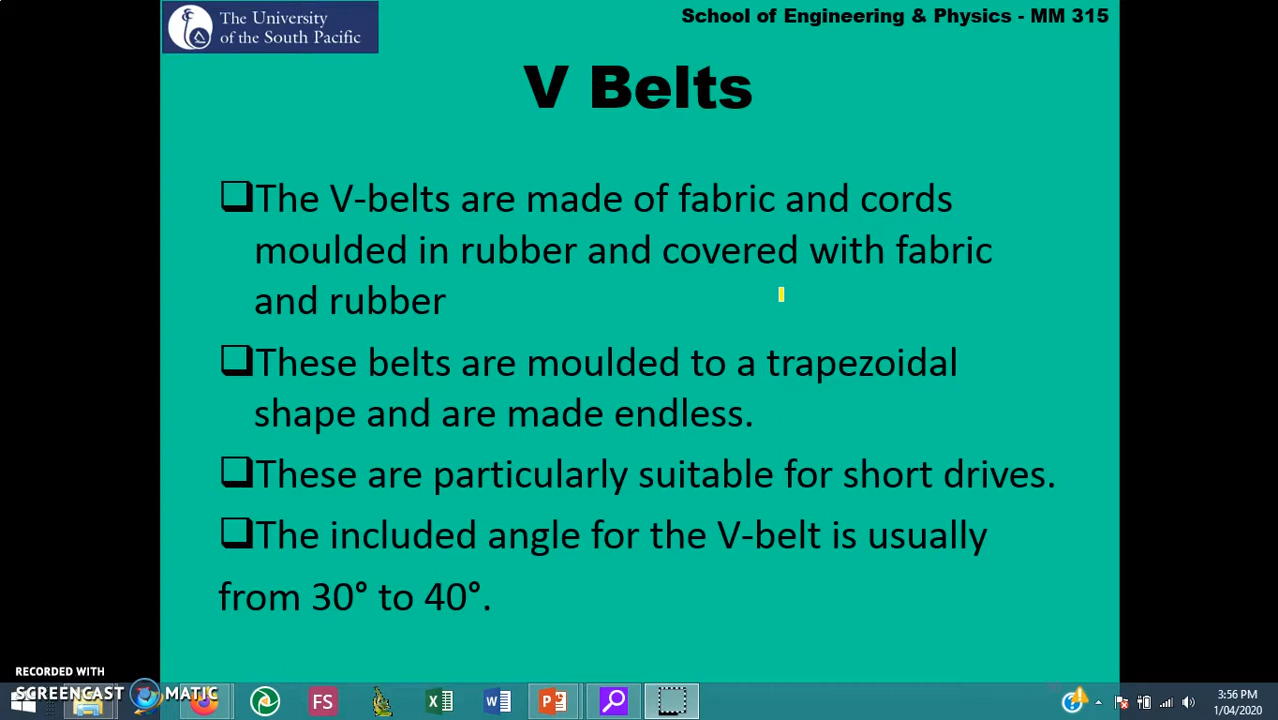 The University
of the South Pacific
School of Engineering & Physics - MM 315
V Belts
The V-belts are made of fabric and cords
moulded in rubber and covered with fabric
and rubber
These belts are moulded to a trapezoidal
shape and are made endless.
These are particularly suitable for short drives.
The included angle for the V-belt is usually
from 30° to 40°.
RECORDED WITH
SCREENCAST MATIC
FS
3:56 PM
1/04/2020